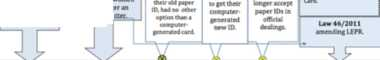 er an
their old paper
ID, had no other
option than a
computer-
generated card.
to get their
computer-
generated
new ID.
longer accept
paper IDs in
official
dealings.
Card.
Law 46/2011
amending LEPR.